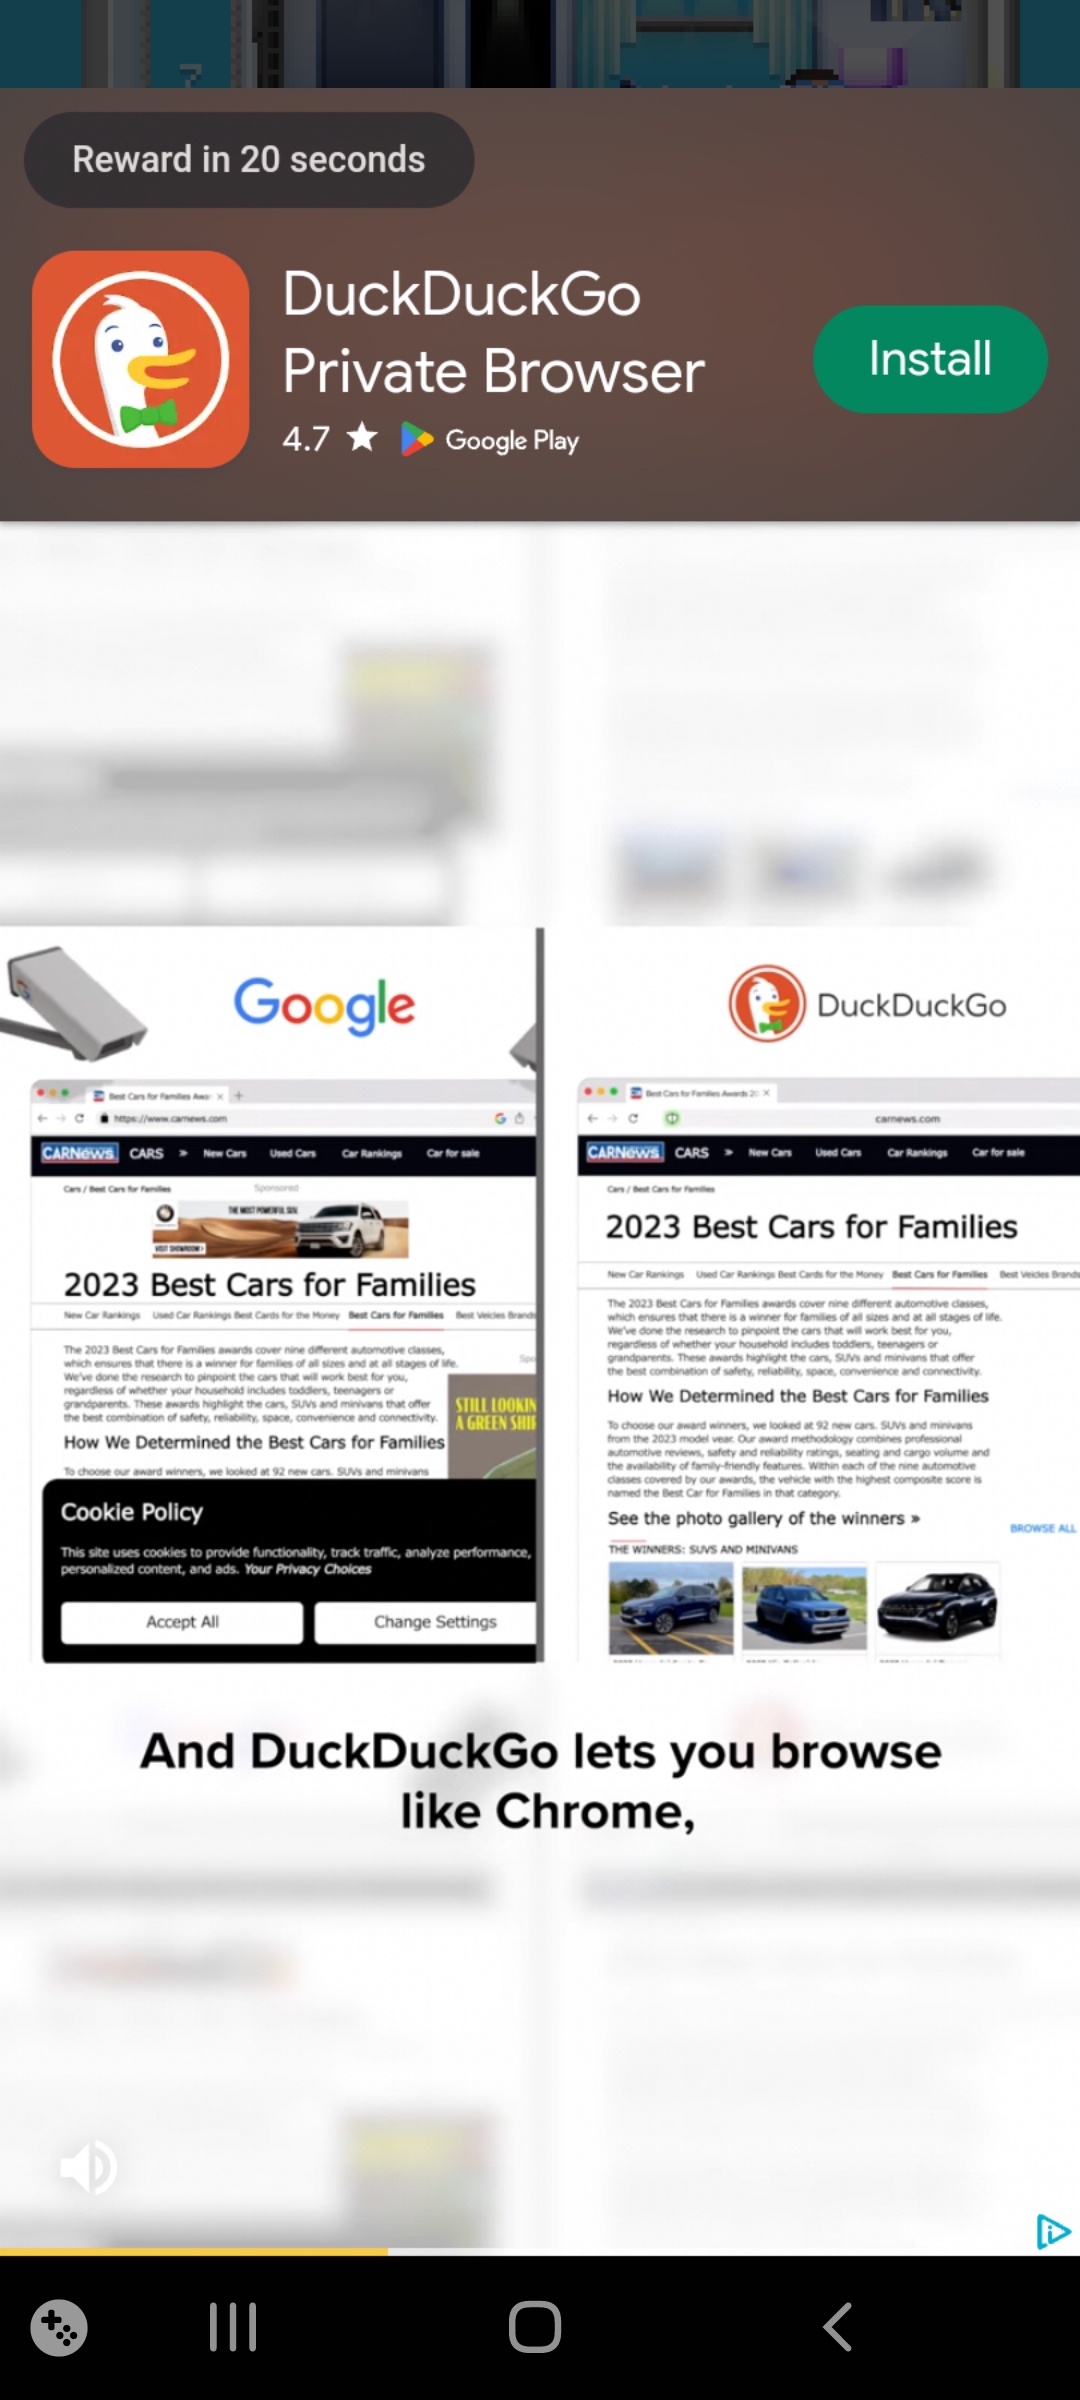 Reward in 20 seconds
DuckDuckGo
Private Browser
Install
4.7 ★ Google Play
Google
DuckDuckGo
Best Cars for Families Awa
https://www.carnews.com
CARNews CARS » New Cars Used Cars Car Rankings Car for sale
Cars / Best Cars for Families
Sponsored
THE MOST POWERFUL SUV.
VISIT SHOWROOM >
2023 Best Cars for Families
New Car Rankings Used Car Rankings Best Cards for the Money Best Cars for Families Best Veicles Brands
The 2023 Best Cars for Families awards cover nine different automotive classes,
which ensures that there is a winner for families of all sizes and at all stages of life.
We've done the research to pinpoint the cars that will work best for you,
regardless of whether your household includes toddlers, teenagers or
grandparents. These awards highlight the cars, SUVs and minivans that offer
the best combination of safety, reliability, space, convenience and connectivity.
Spo
STILL LOOKIN
A GREEN SHI
How We Determined the Best Cars for Families
To choose our award winners, we looked at 92 new cars. SUVs and minivans
Cookie Policy
This site uses cookies to provide functionality, track traffic, analyze performance,
personalized content, and ads. Your Privacy Choices
Accept All
Change Settings
Best Cars for Families Awards 20
carnews.com
CARNews CARS » New Cars Used Cars Car Rankings Car for sale
Cars / Best Cars for Families
2023 Best Cars for Families
New Car Rankings Used Car Rankings Best Cards for the Money Best Cars for Families Best Veicles Brands
The 2023 Best Cars for Families awards cover nine different automotive classes,
which ensures that there is a winner for families of all sizes and at all stages of life.
We've done the research to pinpoint the cars that will work best for you,
regardless of whether your household includes toddlers, teenagers or
grandparents. These awards highlight the cars, SUVs and minivans that offer
the best combination of safety, reliability, space, convenience and connectivity.
How We Determined the Best Cars for Families
To choose our award winners, we looked at 92 new cars. SUVs and minivans
from the 2023 model year. Our award methodology combines professional
automotive reviews, safety and reliability ratings, seating and cargo volume and
the availability of family-friendly features. Within each of the nine automotive
classes covered by our awards, the vehicle with the highest composite score is
named the Best Car for Families in that category.
See the photo gallery of the winners »
BROWSE ALL
THE WINNERS: SUVS AND MINIVANS
And DuckDuckGo lets you browse
like Chrome,